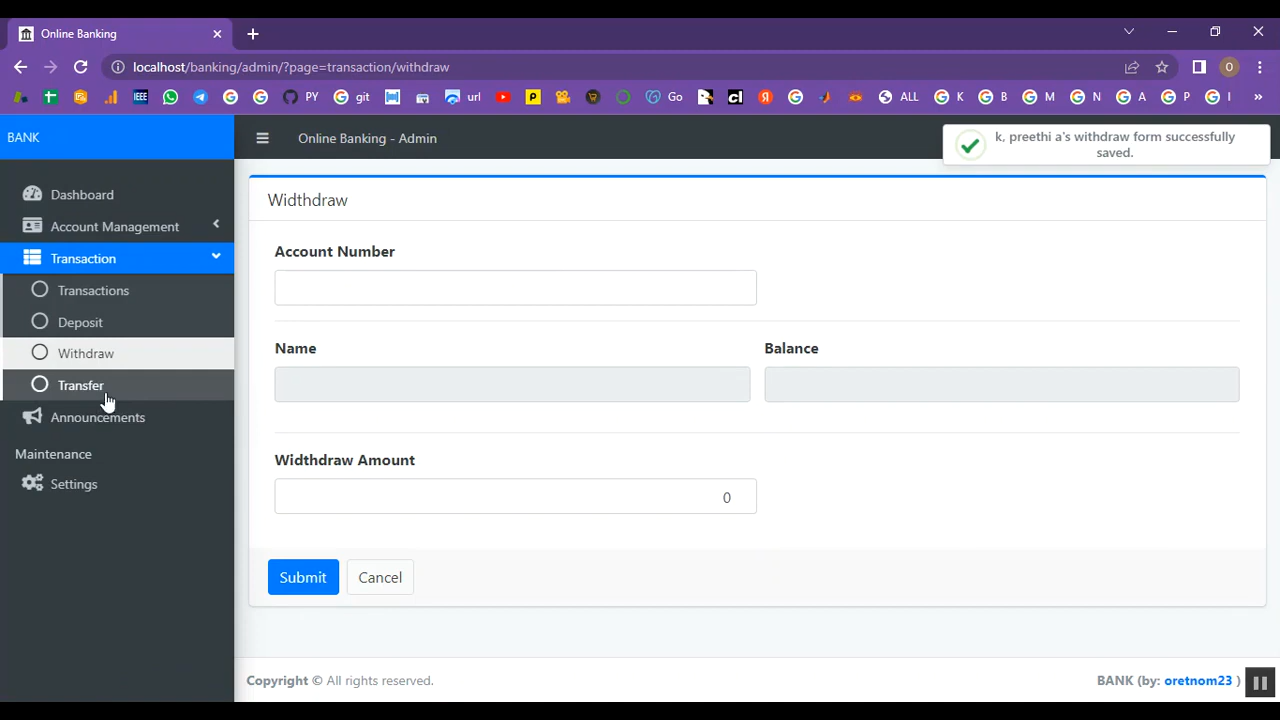 Online Banking
localhost/banking/admin/?page=transaction/withdraw
O
IEEE
PY
git
url
Go
ALL
K
B
M
N
A
P
I
BANK
Online Banking - Admin
k, preethi a's withdraw form successfully
saved.
Dashboard
Account Management
Transaction
Transactions
Deposit
Withdraw
Transfer
Announcements
Maintenance
Settings
Widthdraw
Account Number
Name
Balance
Widthdraw Amount
0
Submit
Cancel
Copyright © All rights reserved.
BANK (by: oretnom23 )